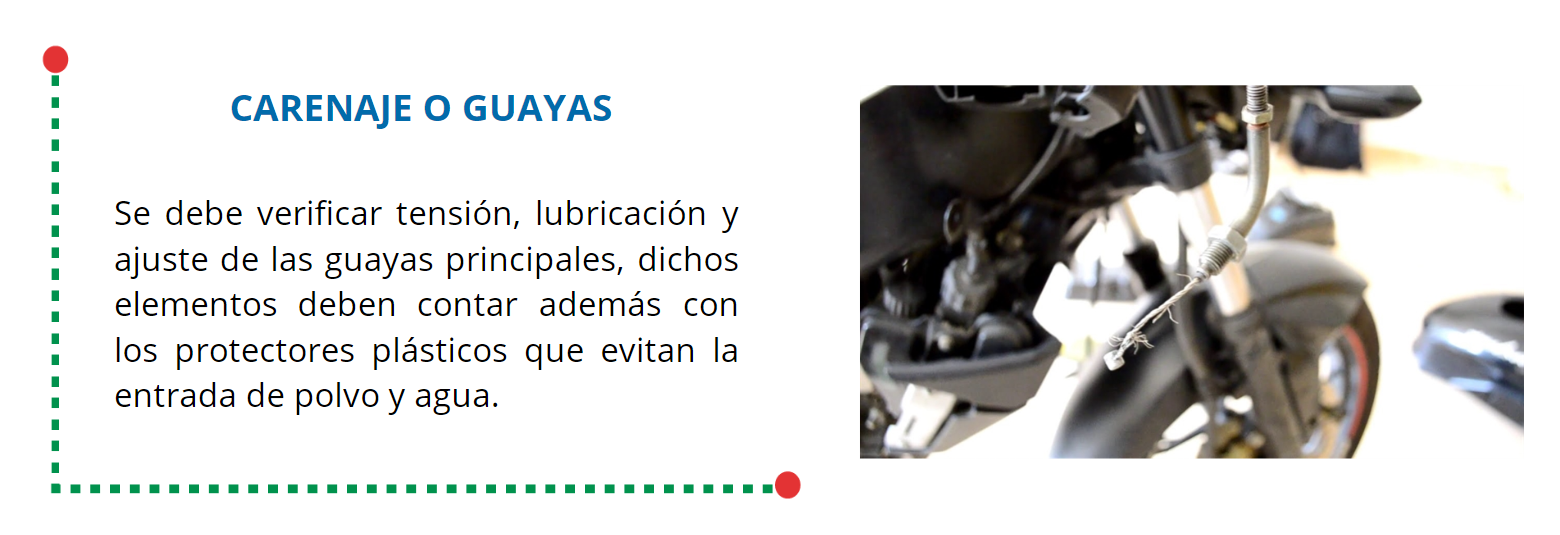 CARENAJE O GUAYAS
Se debe verificar tensión, lubricación y
ajuste de las guayas principales, dichos
elementos deben contar además con
los protectores plásticos que evitan la
entrada de polvo y agua.